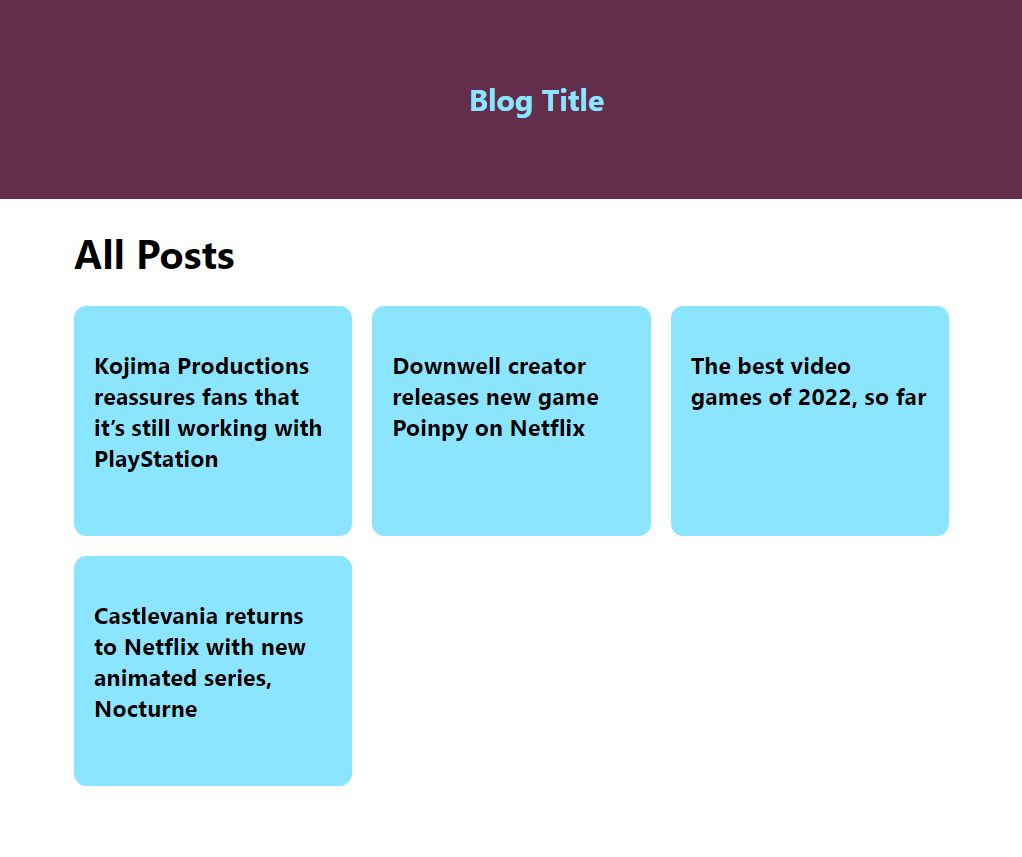 Blog Title
All Posts
Kojima Productions
reassures fans that
it’s still working with
PlayStation
Downwell creator
releases new game
Poinpy on Netflix
The best video
games of 2022, so far
Castlevania returns
to Netflix with new
animated series,
Nocturne